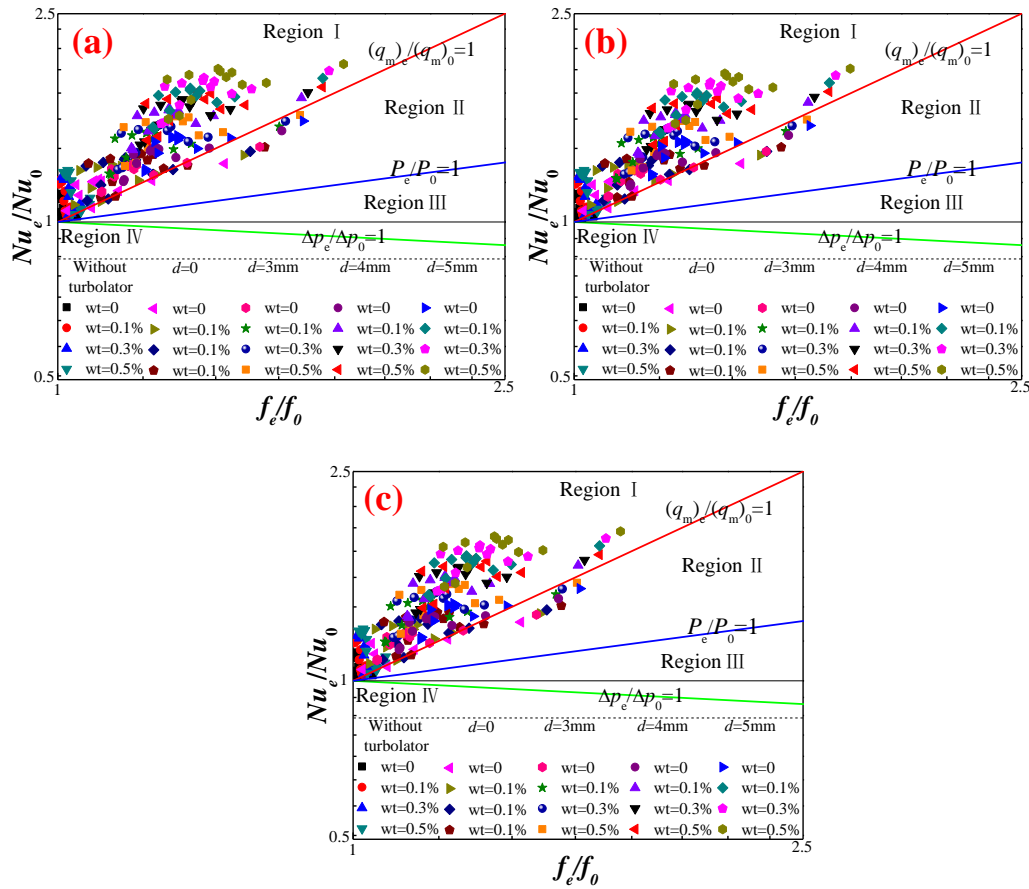 2.5
(a)
Region Ⅰ
(q_m)_e/(q_m)_0=1
Region Ⅱ
P_e/P_0=1
Region Ⅲ
Nu_e/Nu_0
1
Region Ⅳ
Δp_e/Δp_0=1
Without turbolator
d=0
d=3mm
d=4mm
d=5mm
wt=0 wt=0 wt=0 wt=0 wt=0
wt=0.1% wt=0.1% wt=0.1% wt=0.1% wt=0.1%
wt=0.3% wt=0.1% wt=0.3% wt=0.3% wt=0.3%
wt=0.5% wt=0.1% wt=0.5% wt=0.5% wt=0.5%
0.5
1
2.5
f_e/f_0
2.5
(b)
Region Ⅰ
(q_m)_e/(q_m)_0=1
Region Ⅱ
P_e/P_0=1
Region Ⅲ
Nu_e/Nu_0
1
Region Ⅳ
Δp_e/Δp_0=1
Without turbolator
d=0
d=3mm
d=4mm
d=5mm
wt=0 wt=0 wt=0 wt=0 wt=0
wt=0.1% wt=0.1% wt=0.1% wt=0.1% wt=0.1%
wt=0.3% wt=0.1% wt=0.3% wt=0.3% wt=0.3%
wt=0.5% wt=0.1% wt=0.5% wt=0.5% wt=0.5%
0.5
1
2.5
f_e/f_0
2.5
(c)
Region Ⅰ
(q_m)_e/(q_m)_0=1
Region Ⅱ
P_e/P_0=1
Region Ⅲ
Nu_e/Nu_0
1
Region Ⅳ
Δp_e/Δp_0=1
Without turbolator
d=0
d=3mm
d=4mm
d=5mm
wt=0 wt=0 wt=0 wt=0 wt=0
wt=0.1% wt=0.1% wt=0.1% wt=0.1% wt=0.1%
wt=0.3% wt=0.1% wt=0.3% wt=0.3% wt=0.3%
wt=0.5% wt=0.1% wt=0.5% wt=0.5% wt=0.5%
0.5
1
2.5
f_e/f_0